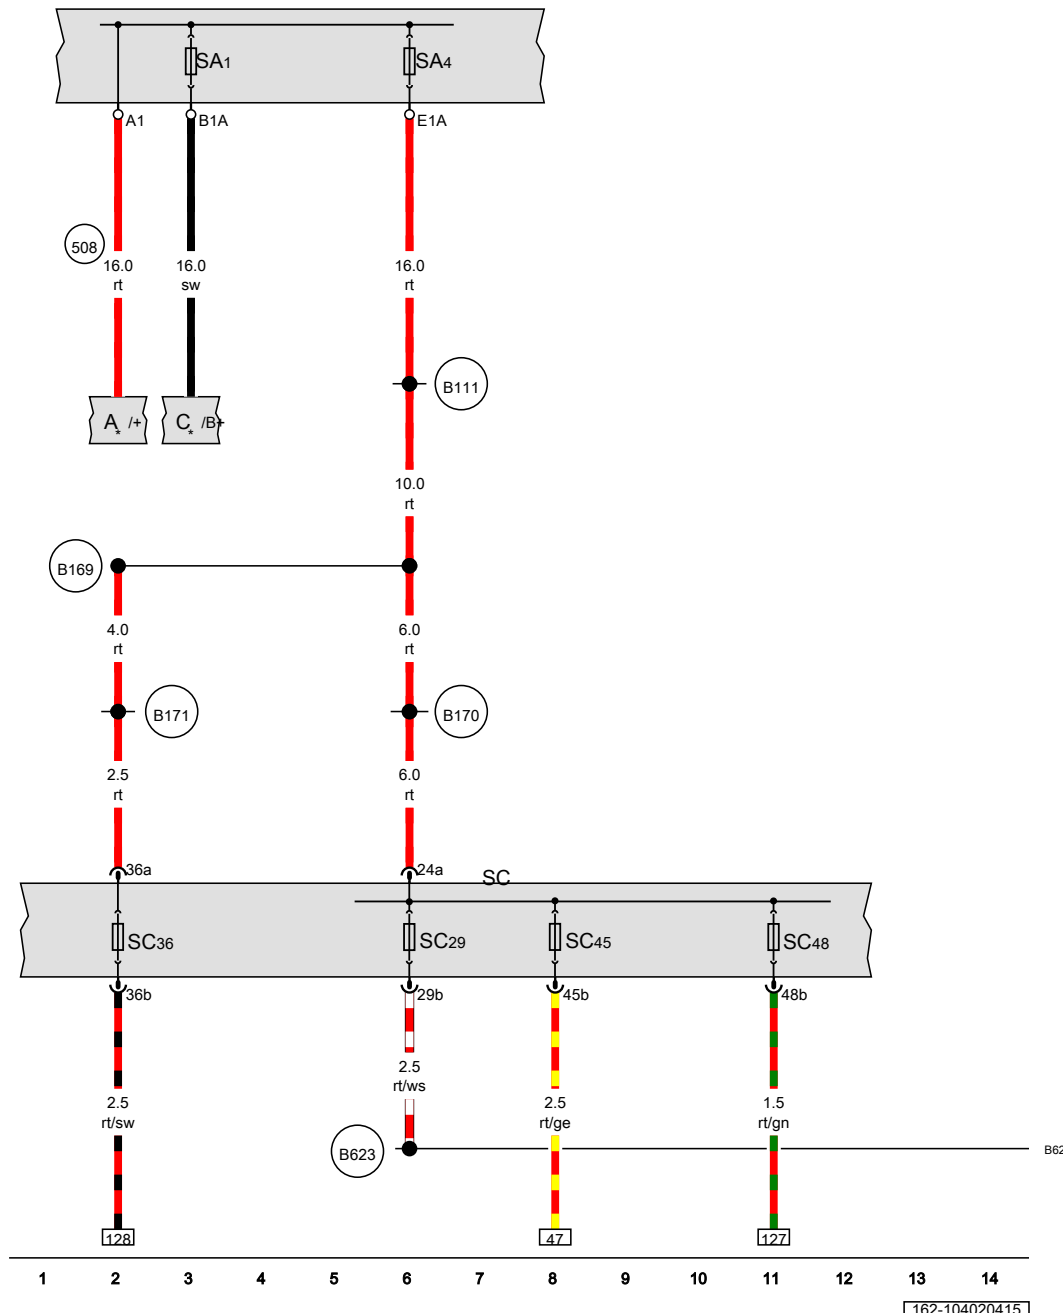 SA1
SA4
A1
B1A
E1A
508
16.0
rt
16.0
sw
16.0
rt
B111
A* /+
C* /B+
10.0
rt
B169
4.0
rt
6.0
rt
B171
B170
2.5
rt
6.0
rt
36a
24a
SC
SC36
SC29
SC45
SC48
36b
29b
45b
48b
2.5
rt/ws
2.5
rt/sw
2.5
rt/ge
1.5
rt/gn
B623
B62
128
47
127
1 2 3 4 5 6 7 8 9 10 11 12 13 14
162-104020415